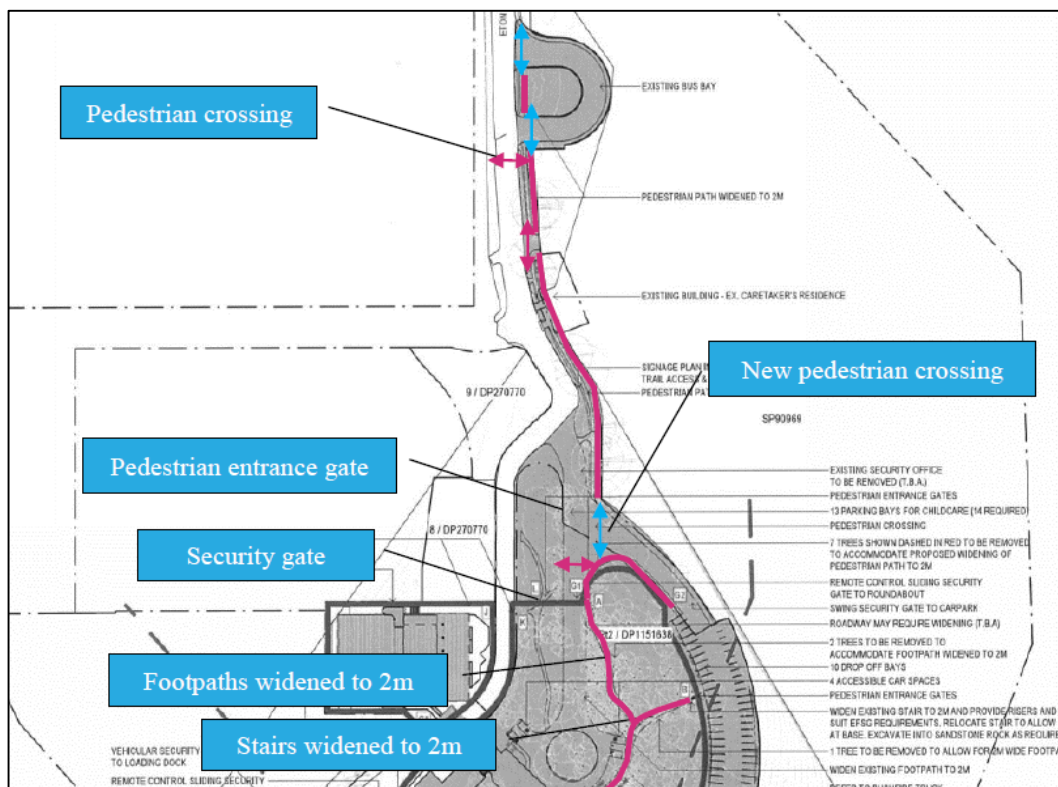 ETON
EXISTING BUS BAY
Pedestrian crossing
PEDESTRIAN PATH WIDENED TO 2M
EXISTING BUILDING - EX. CARETAKER'S RESIDENCE
SIGNAGE PLAN
TRAIL ACCESS &
PEDESTRIAN
New pedestrian crossing
9 / DP270770
SP90969
Pedestrian entrance gate
EXISTING SECURITY OFFICE
TO BE REMOVED (T.B.A.)
PEDESTRIAN ENTRANCE GATES
13 PARKING BAYS FOR CHILDCARE (14 REQUIRED)
PEDESTRIAN CROSSING
8 / DP270770
7 TREES SHOWN DASHED IN RED TO BE REMOVED
TO ACCOMMODATE PROPOSED WIDENING OF
PEDESTRIAN PATH TO 2M
Security gate
REMOTE CONTROL SLIDING SECURITY
GATE TO ROUNDABOUT
L
G1
A
G2
SWING SECURITY GATE TO CARPARK
J
K
ROADWAY MAY REQUIRE WIDENING (T.B.A)
/ DP1151638
2 TREES TO BE REMOVED TO
ACCOMMODATE FOOTPATH WIDENED TO 2M
10 DROP OFF BAYS
Footpaths widened to 2m
4 ACCESSIBLE CAR SPACES
B
PEDESTRIAN ENTRANCE GATES
WIDEN EXISTING STAIR TO 2M AND PROVIDE RISERS AND
SUIT EFSG REQUIREMENTS. RELOCATE STAIR TO ALLOW
AT BASE. EXCAVATE INTO SANDSTONE ROCK AS REQUIRE
Stairs widened to 2m
VEHICULAR SECURITY
TO LOADING DOCK
1 TREE TO BE REMOVED TO ALLOW FOR 2M WIDE FOOTPA
WIDEN EXISTING FOOTPATH TO 2M
REMOTE CONTROL SLIDING SECURITY